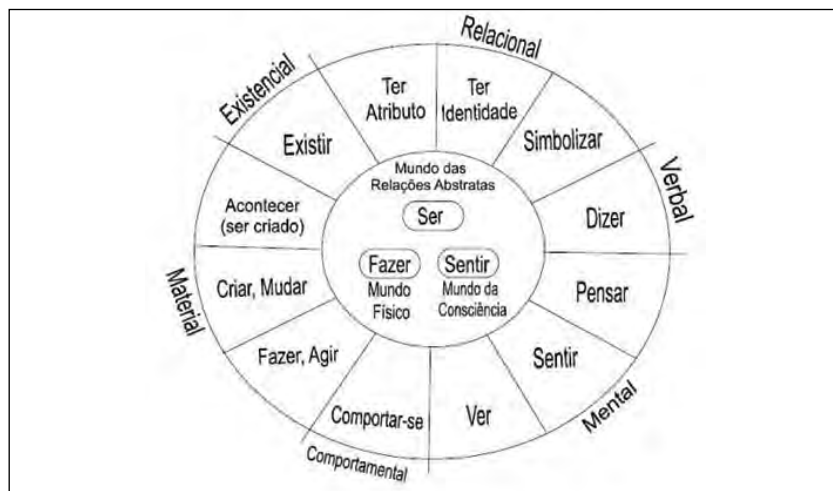 Relacional
Existencial
Verbal
Material
Mental
Comportamental
Ter
Atributo
Ter
Identidade
Simbolizar
Dizer
Pensar
Sentir
Ver
Comportar-se
Fazer, Agir
Criar, Mudar
Acontecer
(ser criado)
Existir
Mundo das
Relações Abstratas
Ser
Fazer
Mundo
Físico
Sentir
Mundo da
Consciência